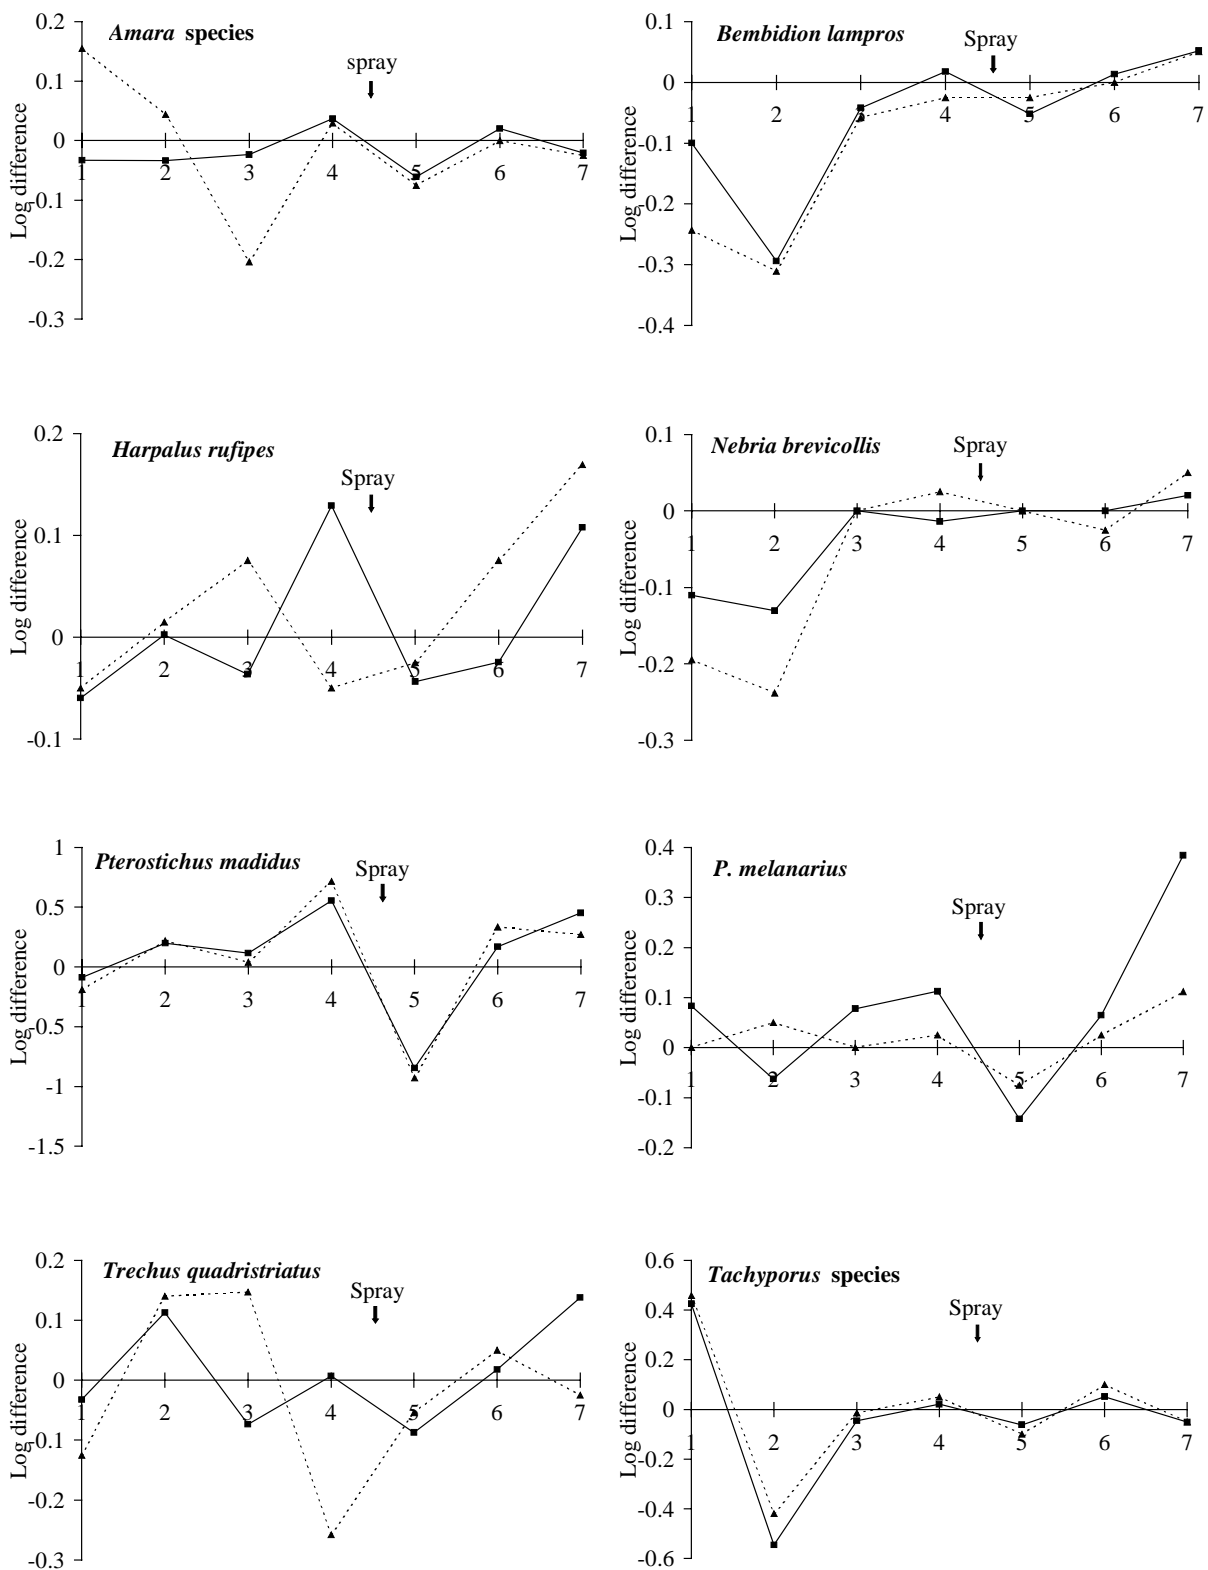 Amara species
spray
Log difference
0.2
0.1
0
-0.1
-0.2
-0.3
1 2 3 4 5 6 7
Bembidion lampros
Spray
Log difference
0.1
0
-0.1
-0.2
-0.3
-0.4
1 2 3 4 5 6 7
Harpalus rufipes
Spray
Log difference
0.2
0.1
0
-0.1
1 2 3 4 5 6 7
Nebria brevicollis
Spray
Log difference
0.1
0
-0.1
-0.2
-0.3
1 2 3 4 5 6 7
Pterostichus madidus
Spray
Log difference
1
0.5
0
-0.5
-1
-1.5
1 2 3 4 5 6 7
P. melanarius
Spray
Log difference
0.4
0.3
0.2
0.1
0
-0.1
-0.2
1 2 3 4 5 6 7
Trechus quadristriatus
Spray
Log difference
0.2
0.1
0
-0.1
-0.2
-0.3
1 2 3 4 5 6 7
Tachyporus species
Spray
Log difference
0.6
0.4
0.2
0
-0.2
-0.4
-0.6
1 2 3 4 5 6 7